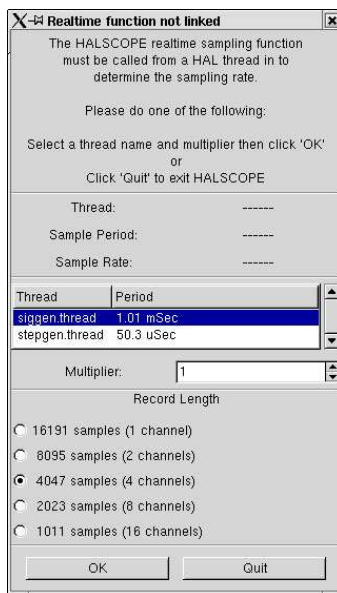 Realtime function not linked
The HALSCOPE realtime sampling function
must be called from a HAL thread in to
determine the sampling rate.
Please do one of the following:
Select a thread name and multiplier then click 'OK'
or
Click 'Quit' to exit HALSCOPE
Thread: ------
Sample Period: ------
Sample Rate: ------
Thread Period
siggen.thread 1.01 mSec
stepgen.thread 50.3 uSec
Multiplier: 1
Record Length
16191 samples (1 channel)
8095 samples (2 channels)
4047 samples (4 channels)
2023 samples (8 channels)
1011 samples (16 channels)
OK Quit